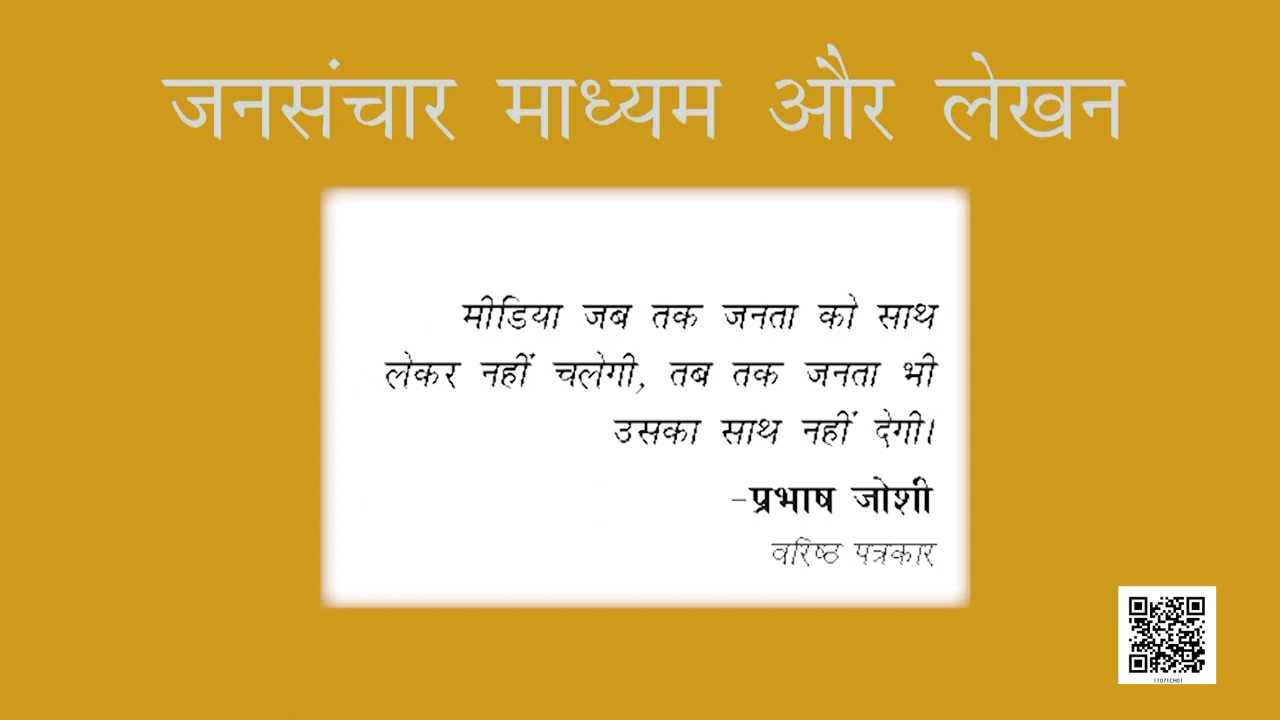 जनसंचार माध्यम और लेखन
मीडिया जब तक जनता को साथ
लेकर नहीं चलेगी, तब तक जनता भी
उसका साथ नहीं देगी।
–प्रभाष जोशी
वरिष्ठ पत्रकार
11071CH01